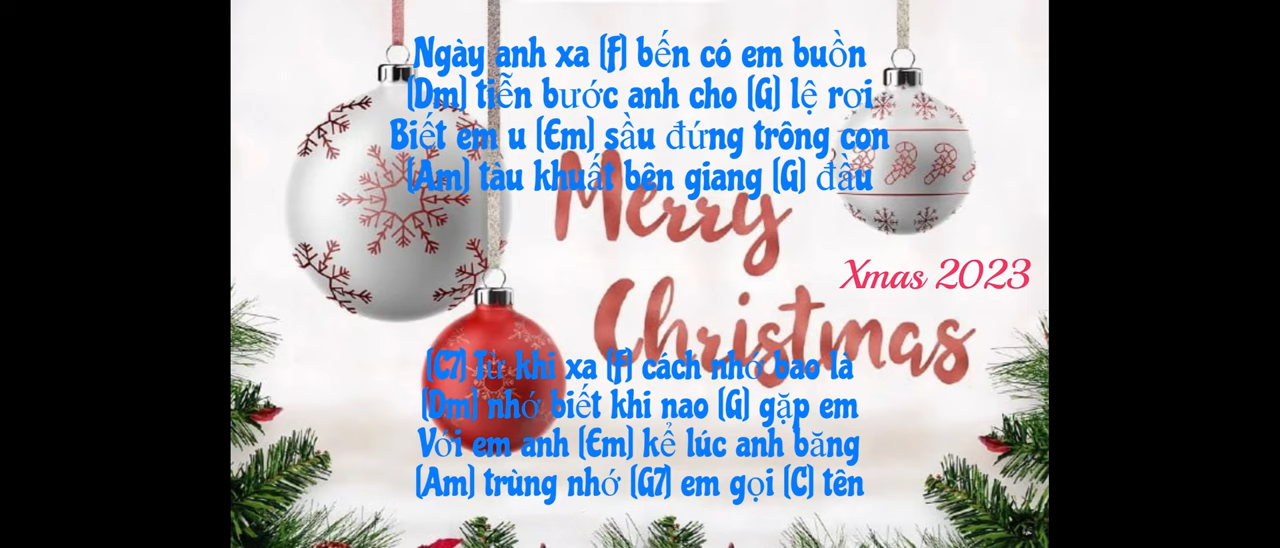 Ngày anh xa (F) bến có em buồn
(Dm) tiễn bước anh cho (G) lệ rơi
Biết em u (Em) sầu đứng trông con
(Am) tàu khuất bên giang (G) đầu
Merry
Xmas 2023
Christmas
(C7) Từ khi xa (F) cách nhớ bao là
(Dm) nhớ biết khi nao (G) gặp em
Với em anh (Em) kể lúc anh băng
(Am) trùng nhớ (G7) em gọi (C) tên